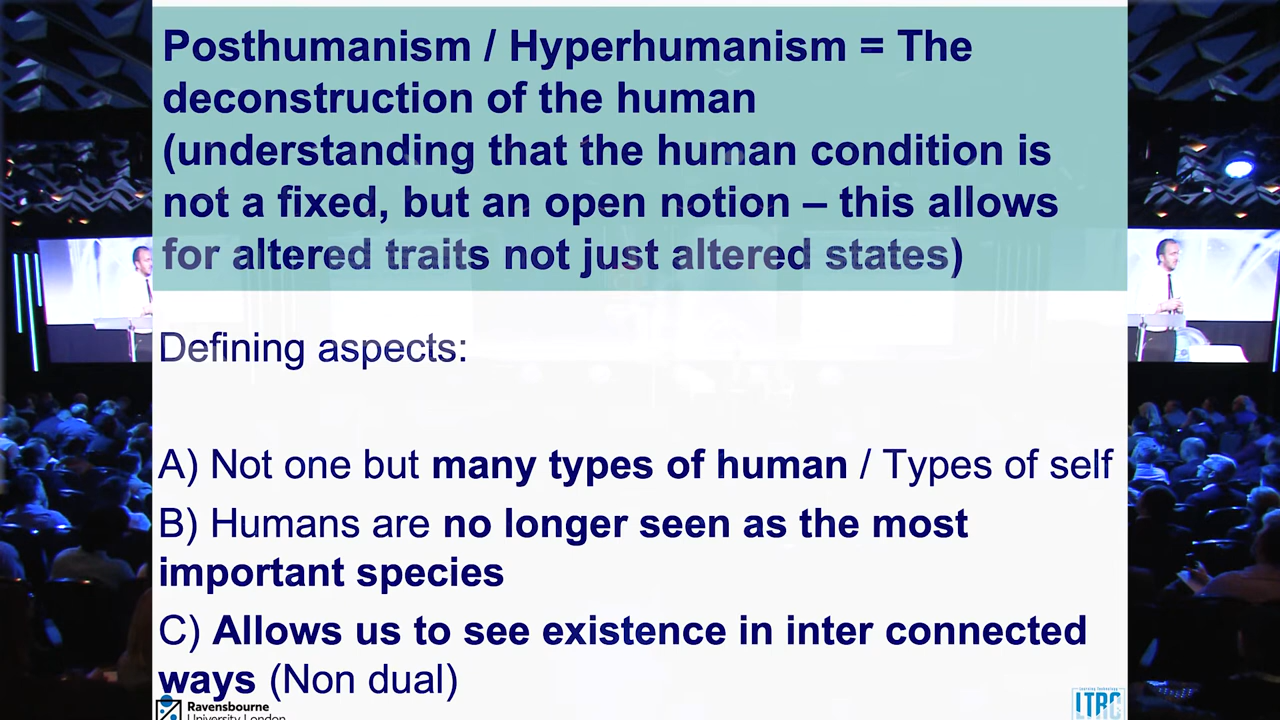 Posthumanism / Hyperhumanism = The
deconstruction of the human
(understanding that the human condition is
not a fixed, but an open notion – this allows
for altered traits not just altered states)
Defining aspects:
A) Not one but many types of human / Types of self
B) Humans are no longer seen as the most
important species
C) Allows us to see existence in inter connected
ways (Non dual)
Ravensbourne
University London